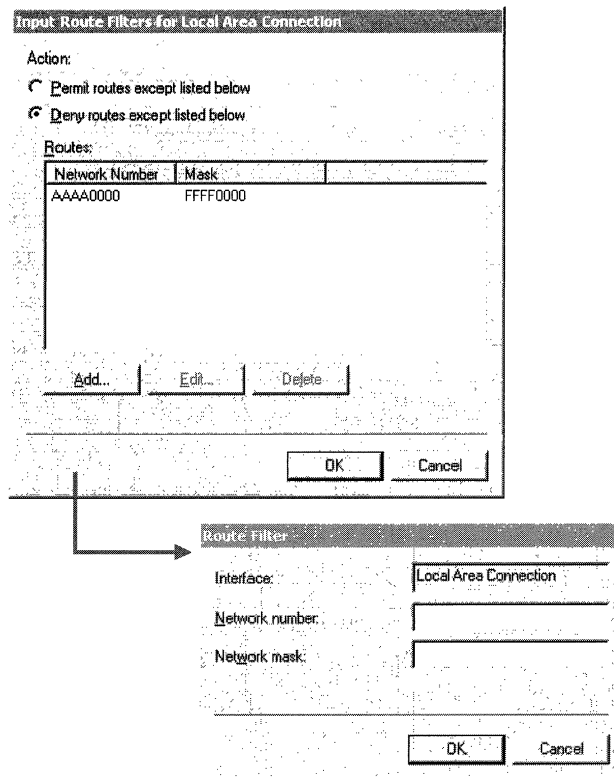 Input Route Filters for Local Area Connection
Action:
Permit routes except listed below
Deny routes except listed below
Routes:
Network Number Mask
AAAA0000 FFFF0000
Add... Edit... Delete
OK Cancel
Route Filter
Interface: Local Area Connection
Network number:
Network mask:
OK Cancel